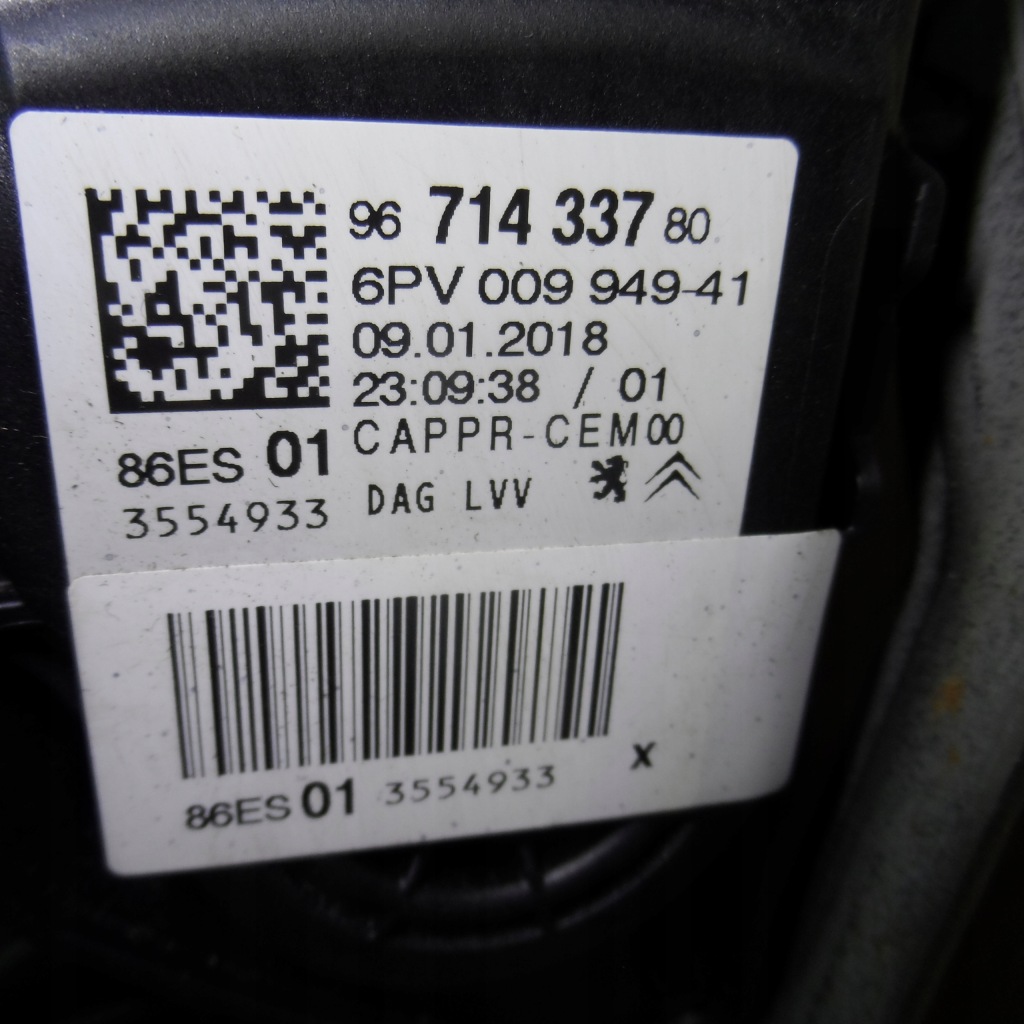 96 714 337 80
6PV 009 949-41
09.01.2018
23:09:38 / 01
CAPPR-CEM00
86ES 01
3554933
DAG LVV
86ES 01 3554933 X